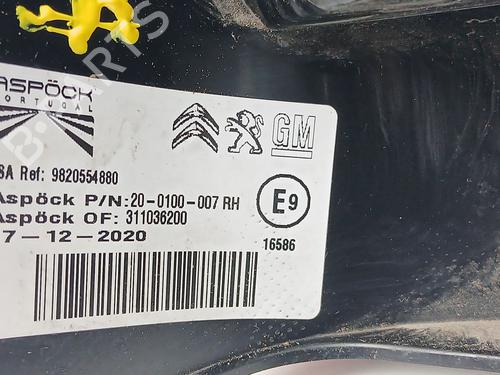 ASPÖCK
PORTUGAL
GM
SA Ref: 9820554880
Aspöck P/N:20-0100-007 RH
Aspöck OF: 311036200
7-12-2020
E9
16586